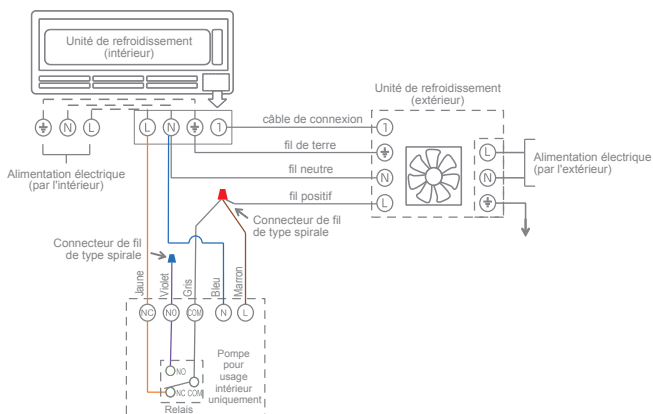 Unité de refroidissement
(intérieur)
Unité de refroidissement
(extérieur)
L
N
L
N
1
câble de connexion
1
fil de terre
fil neutre
N
L
N
Alimentation électrique
(par l'intérieur)
Alimentation électrique
(par l'extérieur)
fil positif
L
Connecteur de fil
de type spirale
Connecteur de fil
de type spirale
Jaune
Violet
Gris
Bleu
Marron
NC
NO
COM
N
L
NO
NC COM
Relais
Pompe
pour
usage
intérieur
uniquement